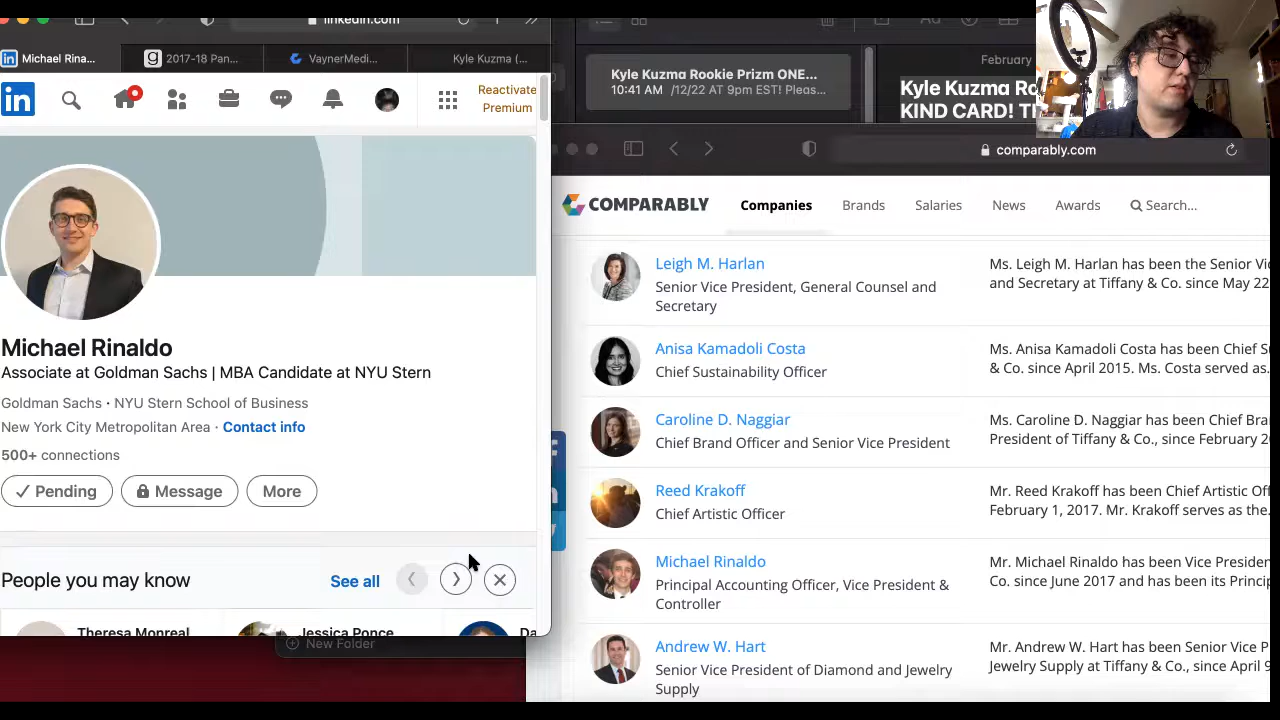 linkedin.com
Michael Rina...
2017-18 Pan...
VaynerMedi...
Kyle Kuzma (...
Reactivate
Premium
Michael Rinaldo
Associate at Goldman Sachs | MBA Candidate at NYU Stern
Goldman Sachs • NYU Stern School of Business
New York City Metropolitan Area · Contact info
500+ connections
Pending
Message
More
People you may know
See all
Theresa Monreal
Jessica Ponce
New Folder
Kyle Kuzma Rookie Prizm ONE...
10:41 AM /12/22 at 9pm EST! Pleas...
February
Kyle Kuzma Ro
KIND CARD! T
comparably.com
COMPARABLY
Companies
Brands
Salaries
News
Awards
Search...
Leigh M. Harlan
Senior Vice President, General Counsel and
Secretary
Ms. Leigh M. Harlan has been the Senior Vic
and Secretary at Tiffany & Co. since May 22
Anisa Kamadoli Costa
Chief Sustainability Officer
Ms. Anisa Kamadoli Costa has been Chief S
& Co. since April 2015. Ms. Costa served as.
Caroline D. Naggiar
Chief Brand Officer and Senior Vice President
Ms. Caroline D. Naggiar has been Chief Bra
President of Tiffany & Co., since February 2
Reed Krakoff
Chief Artistic Officer
Mr. Reed Krakoff has been Chief Artistic Off
February 1, 2017. Mr. Krakoff serves as the.
Michael Rinaldo
Principal Accounting Officer, Vice President &
Controller
Mr. Michael Rinaldo has been Vice Presiden
Co. since June 2017 and has been its Princip
Andrew W. Hart
Senior Vice President of Diamond and Jewelry
Supply
Mr. Andrew W. Hart has been Senior Vice P
Jewelry Supply at Tiffany & Co., since April 9